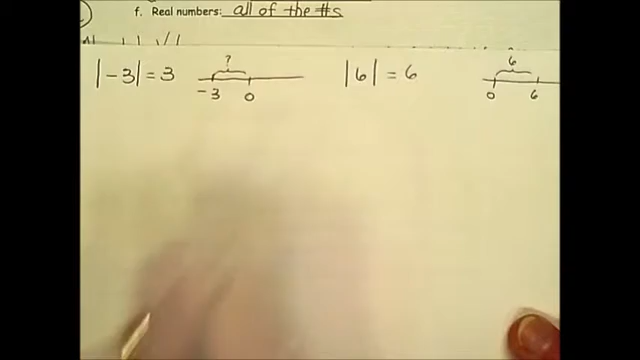 f. Real numbers: all of the #s
|-3| = 3
?
-3 0
|6| = 6
6
0 6